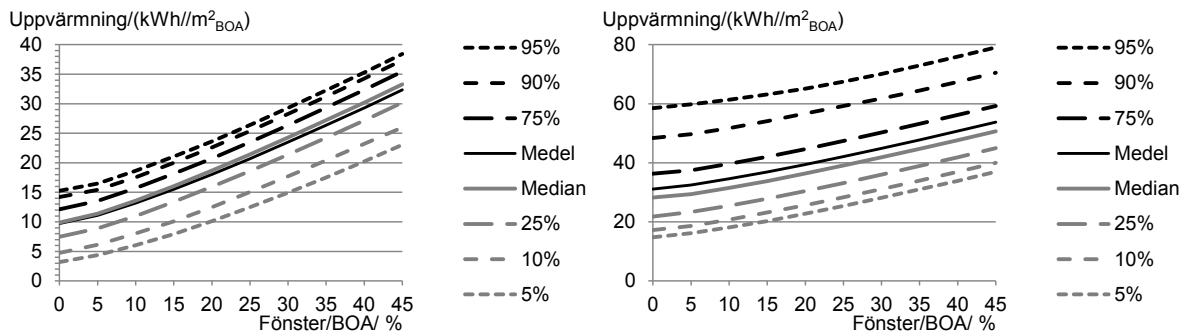 Uppvärmning/(kWh//m²BOA)
40
35
30
25
20
15
10
5
0
0 5 10 15 20 25 30 35 40 45
Fönster/BOA/ %
95%
90%
75%
Medel
Median
25%
10%
5%
Uppvärmning/(kWh//m²BOA)
80
60
40
20
0
0 5 10 15 20 25 30 35 40 45
Fönster/BOA/ %
95%
90%
75%
Medel
Median
25%
10%
5%